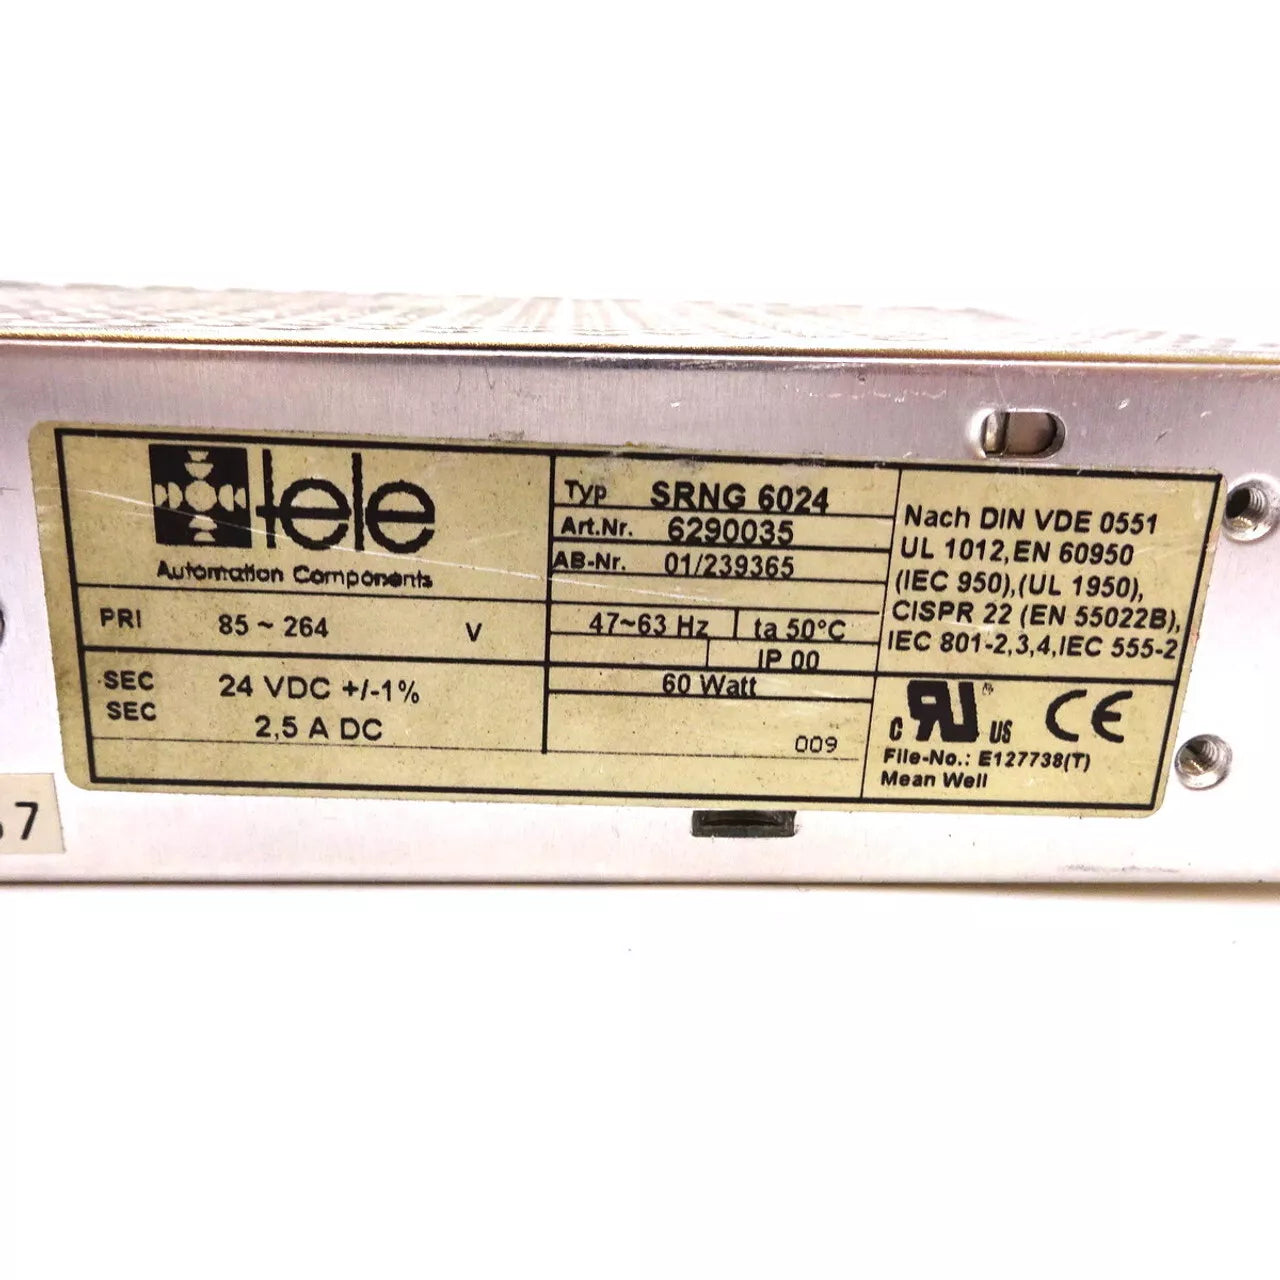 tele
Automation Components
Typ SRNG 6024
Art.Nr. 6290035
AB-Nr. 01/239365
PRI 85 ~ 264 V
47~63 Hz ta 50°C
IP 00
SEC 24 VDC +/-1%
SEC 2,5 A DC
60 Watt
009
Nach DIN VDE 0551
UL 1012, EN 60950
(IEC 950),(UL 1950),
CISPR 22 (EN 55022B),
IEC 801-2,3,4,IEC 555-2
c RU us CE
File-No.: E127738(T)
Mean Well
7